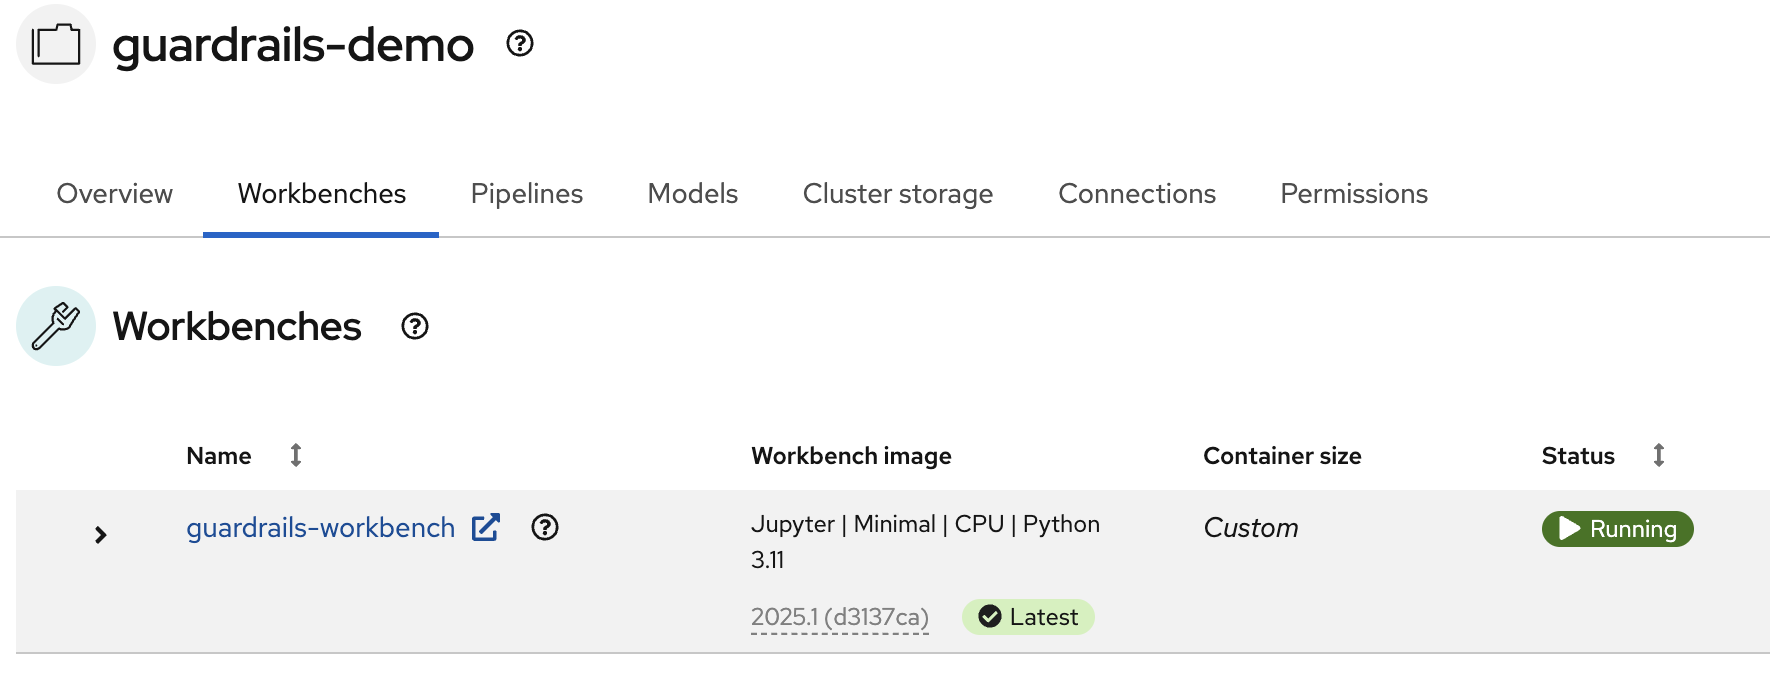 guardrails-demo
Overview Workbenches Pipelines Models Cluster storage Connections Permissions
Workbenches
Name Workbench image Container size Status
guardrails-workbench Jupyter | Minimal | CPU | Python Custom Running
3.11
2025.1 (d3137ca) Latest